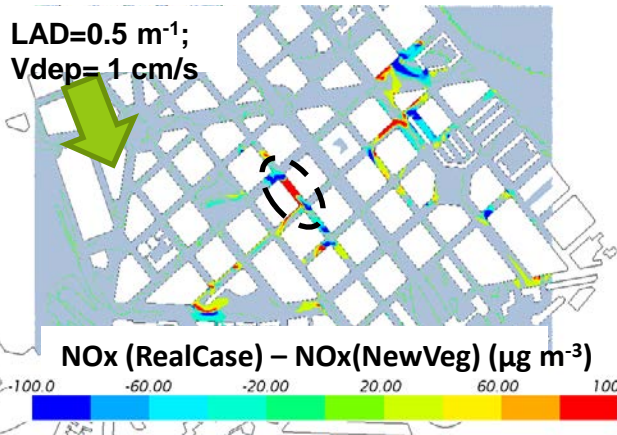 LAD=0.5 m⁻¹;
Vdep= 1 cm/s
NOx (RealCase) – NOx(NewVeg) (µg m⁻³)
-100.0 -60.00 -20.00 20.00 60.00 100